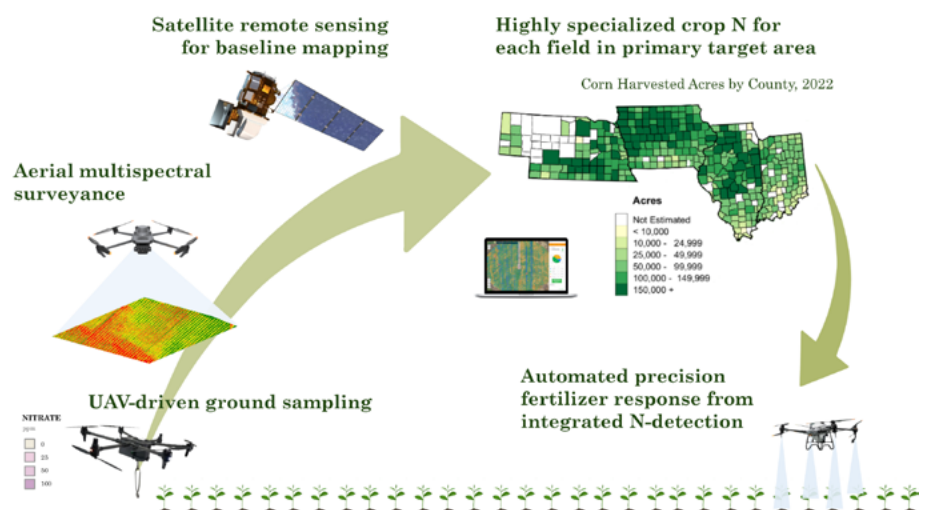 Satellite remote sensing
for baseline mapping
Highly specialized crop N for
each field in primary target area
Corn Harvested Acres by County, 2022
Aerial multispectral
surveyance
Acres
Not Estimated
< 10,000
10,000 - 24,999
25,000 - 49,999
50,000 - 99,999
100,000 - 149,999
150,000 +
Automated precision
fertilizer response from
integrated N-detection
UAV-driven ground sampling
NITRATE
ppm
0
25
50
100